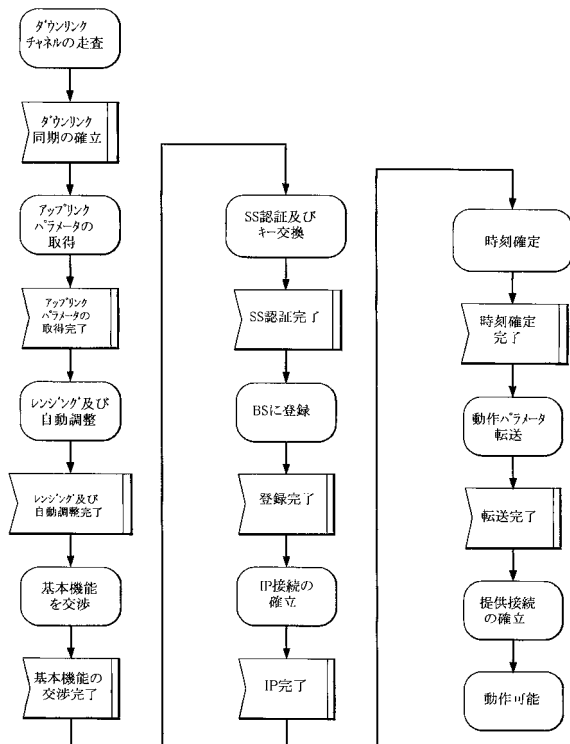 ダウンリンク
チャネルの走査
ダウンリンク
同期の確立
アップリンク
パラメータの
取得
アップリンク
パラメータの
取得完了
レンジング及び
自動調整
レンジング及び
自動調整完了
基本機能
を交渉
基本機能の
交渉完了
SS認証及び
キー交換
SS認証完了
BSに登録
登録完了
IP接続の
確立
IP完了
時刻確定
時刻確定
完了
動作パラメータ
転送
転送完了
提供接続
の確立
動作可能